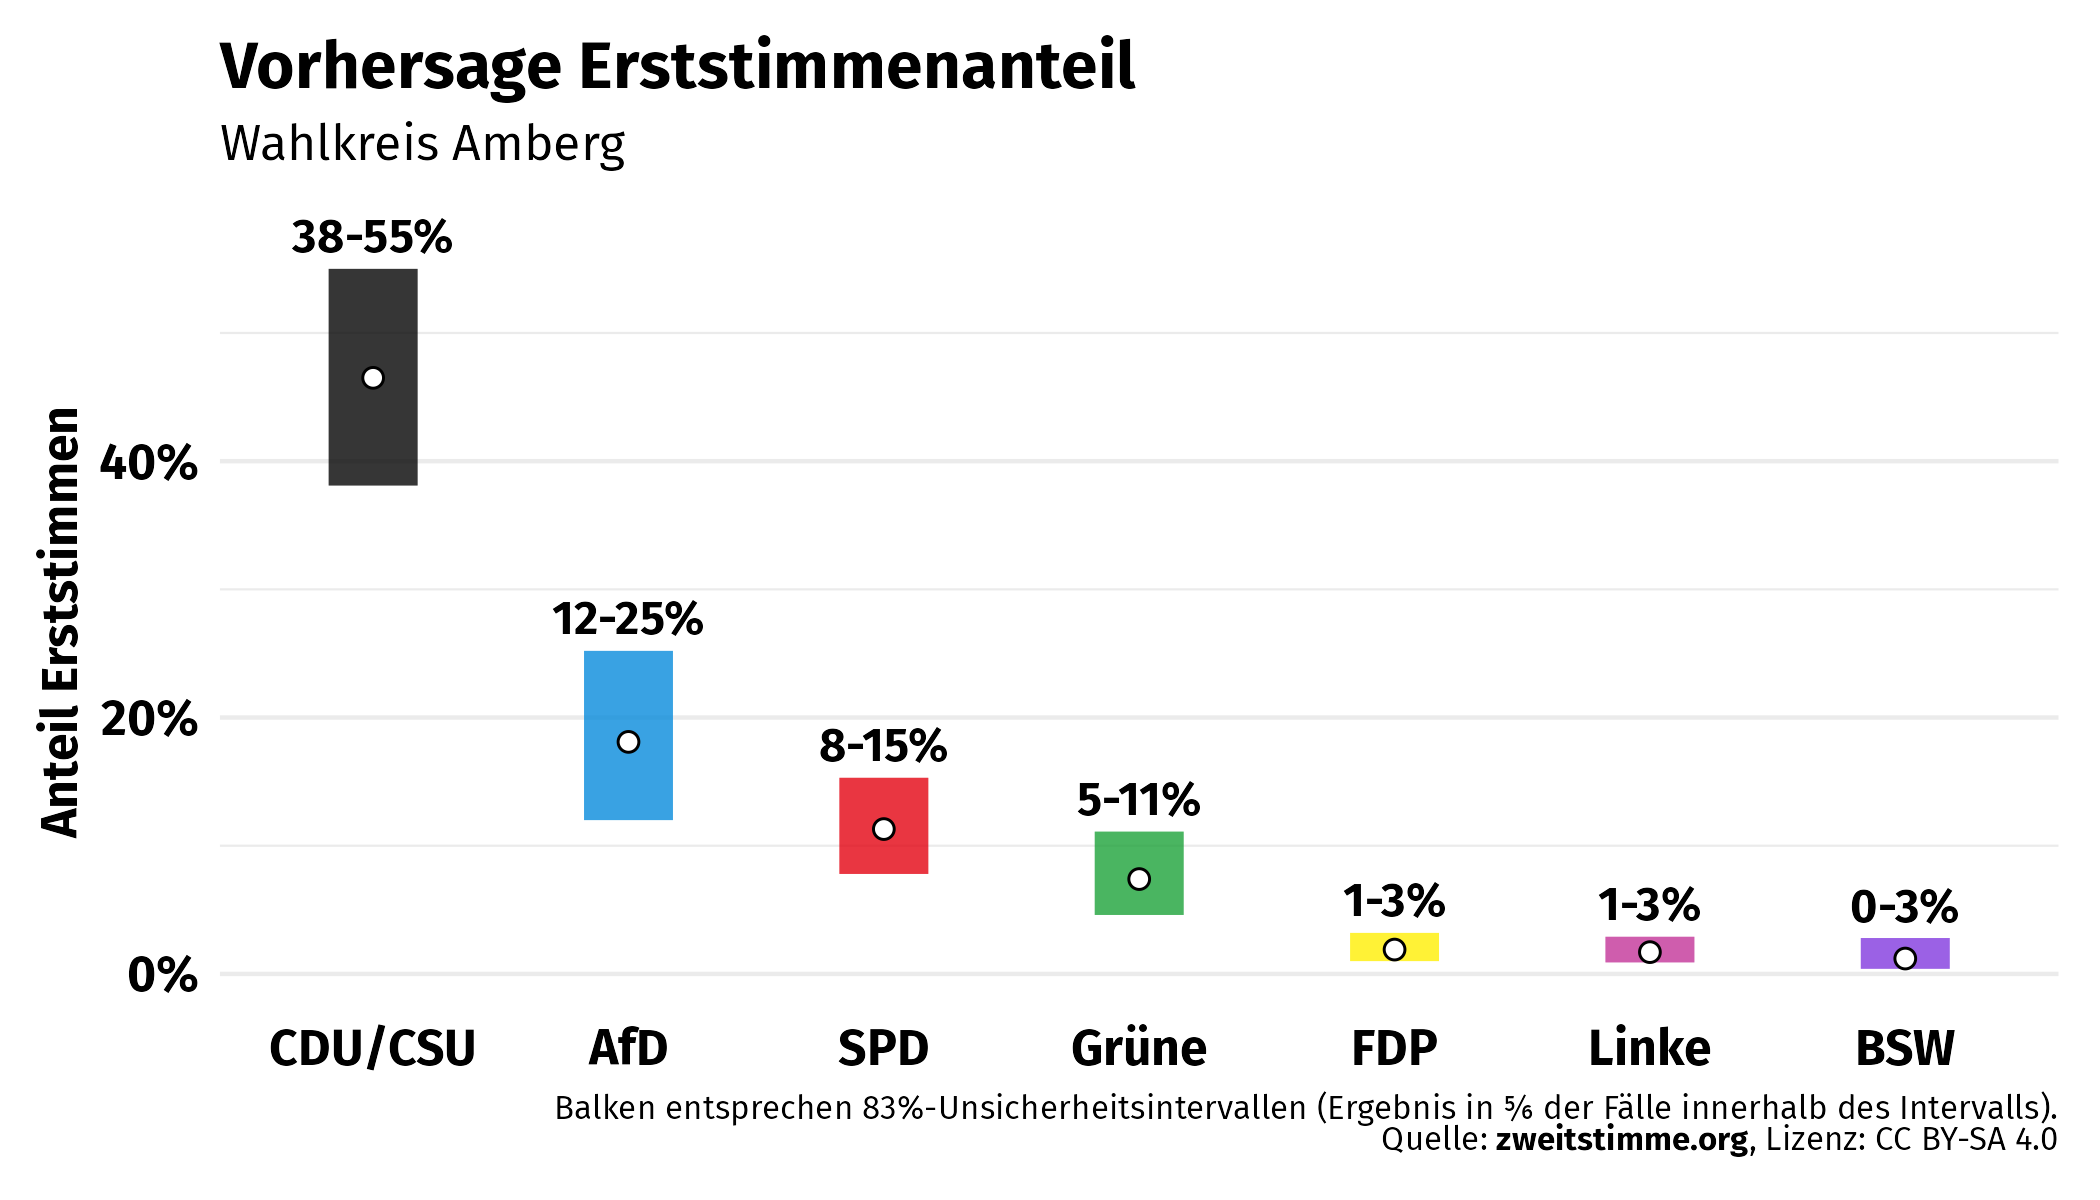 Vorhersage Erststimmenanteil
Wahlkreis Amberg
38-55%
12-25%
8-15%
5-11%
1-3%
1-3%
0-3%
Anteil Erststimmen
40%
20%
0%
CDU/CSU AfD SPD Grüne FDP Linke BSW
Balken entsprechen 83%-Unsicherheitsintervallen (Ergebnis in ⅚ der Fälle innerhalb des Intervalls).
Quelle: zweitstimme.org, Lizenz: CC BY-SA 4.0